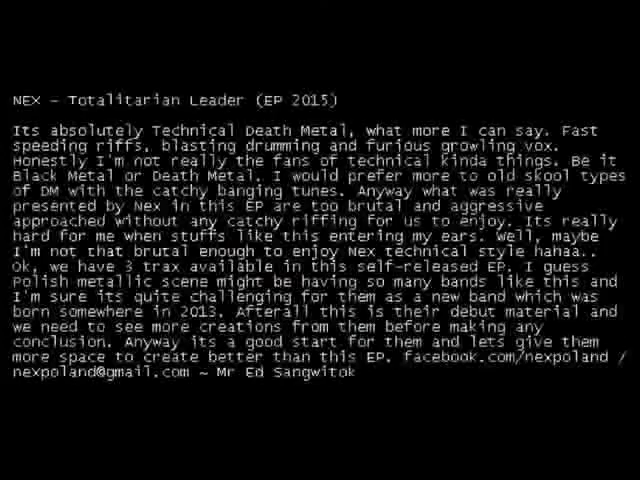 NEX - Totalitarian Leader (EP 2015)
Its absolutely Technical Death Metal, what more I can say. Fast
speeding riffs, blasting drumming and furious growling vox.
Honestly I'm not really the fans of technical kinda things. Be it
Black Metal or Death Metal, I would prefer more to old skool types
of DM with the catchy banging tunes. Anyway what was really
presented by Nex in this EP are too brutal and aggressive
approached without any catchy riffing for us to enjoy. Its really
hard for me when stuffs like this entering my ears. Well, maybe
I'm not that brutal enough to enjoy Nex technical style hahaa..
Ok, we have 3 trax available in this self-released EP. I guess
Polish metallic scene might be having so many bands like this and
I'm sure its quite challenging for them as a new band which was
born somewhere in 2013. Afterall this is their debut material and
we need to see more creations from them before making any
conclusion. Anyway its a good start for them and lets give them
more space to create better than this EP. facebook.com/nexpoland /
nexpoland@gmail.com ~ Mr Ed Sangwitok